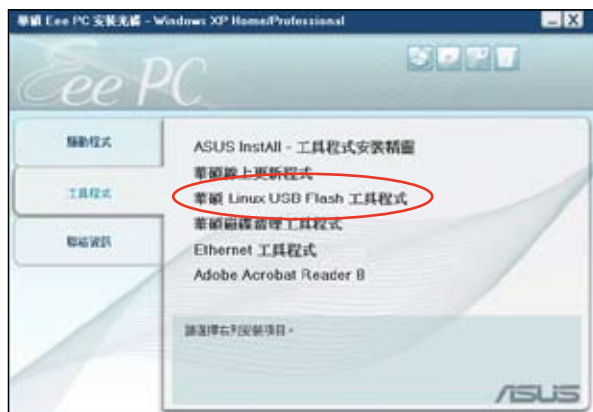 華碩 Eee PC 安裝光碟 - Windows XP Home/Professional
Eee PC
驅動程式
工具程式
聯絡資訊
ASUS InstAll - 工具程式安裝精靈
華碩線上更新程式
華碩 Linux USB Flash 工具程式
華碩磁碟清理工具程式
Ethernet 工具程式
Adobe Acrobat Reader 8
請選擇右列安裝項目。
ASUS